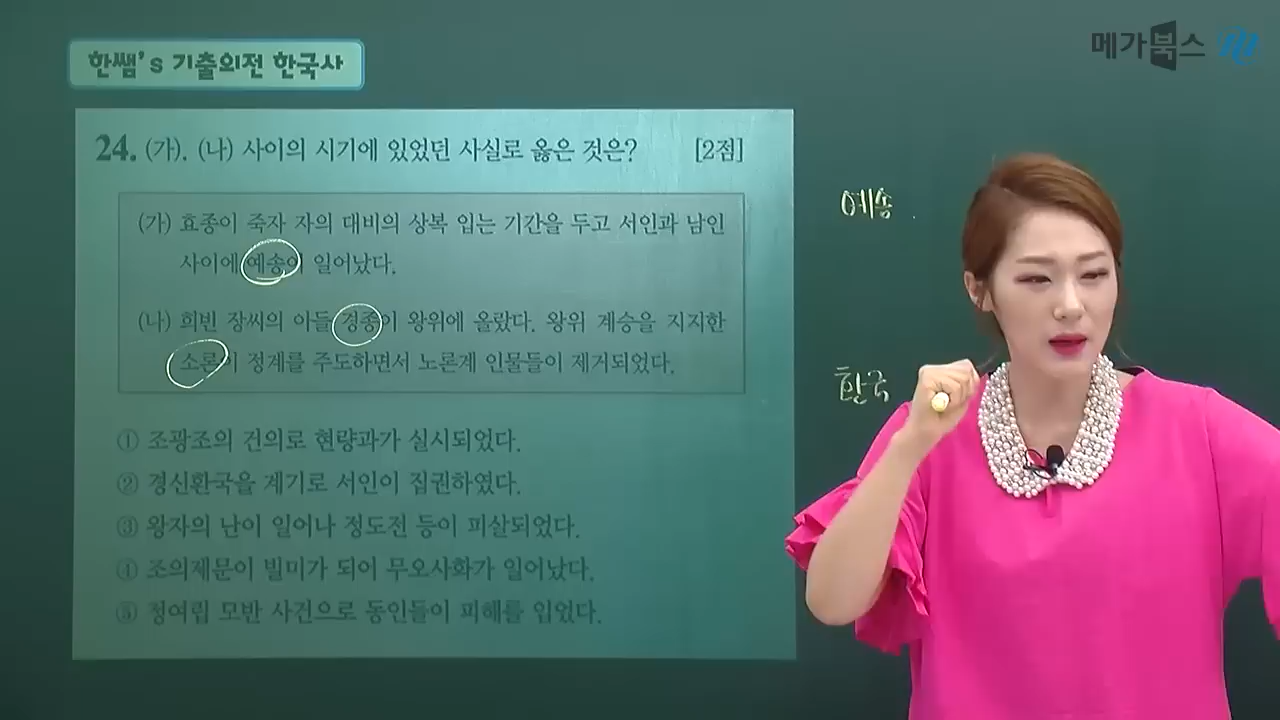 한쌤's 기출외전 한국사
메가북스
24. (가), (나) 사이의 시기에 있었던 사실로 옳은 것은? [2점]
(가) 효종이 죽자 자의 대비의 상복 입는 기간을 두고 서인과 남인
사이에 예송이 일어났다.
(나) 희빈 장씨의 아들 경종이 왕위에 올랐다. 왕위 계승을 지지한
소론이 정계를 주도하면서 노론계 인물들이 제거되었다.
① 조광조의 건의로 현량과가 실시되었다.
② 경신환국을 계기로 서인이 집권하였다.
③ 왕자의 난이 일어나 정도전 등이 피살되었다.
④ 조의제문이 빌미가 되어 무오사화가 일어났다.
⑤ 정여립 모반 사건으로 동인들이 피해를 입었다.
예송
환국